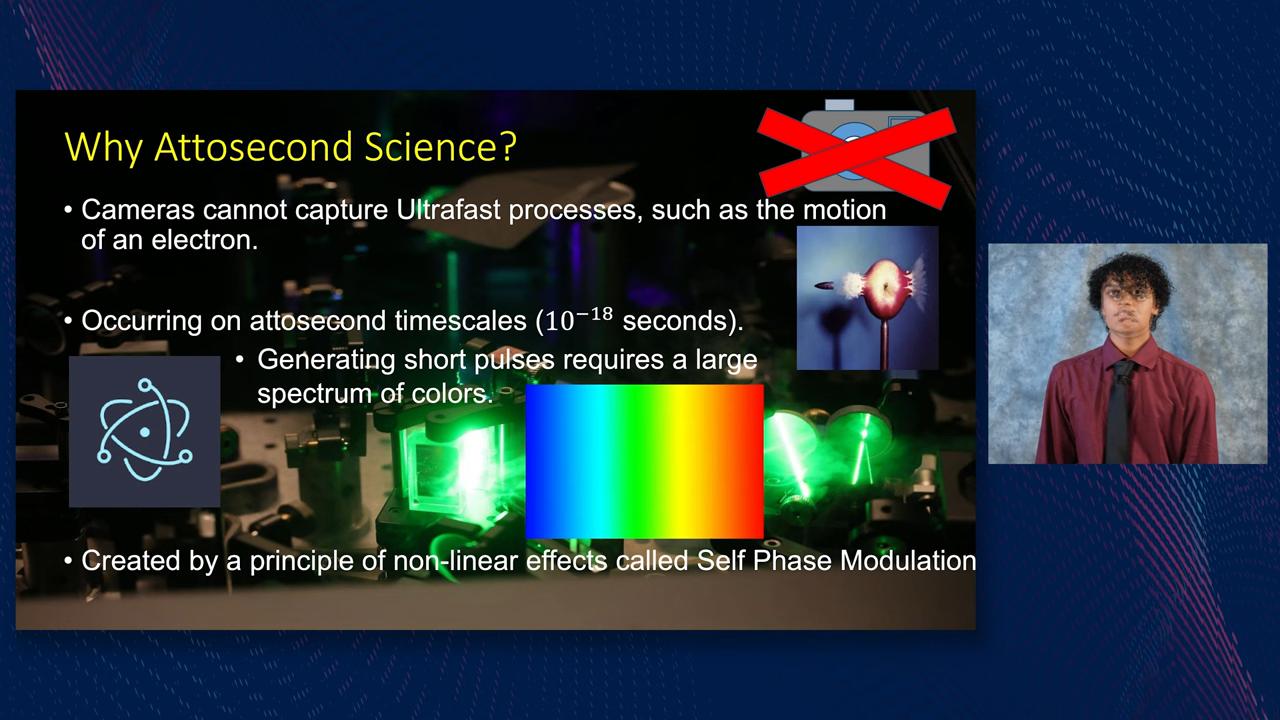 Why Attosecond Science?
• Cameras cannot capture Ultrafast processes, such as the motion
of an electron.
• Occurring on attosecond timescales (10⁻¹⁸ seconds).
• Generating short pulses requires a large
spectrum of colors.
• Created by a principle of non-linear effects called Self Phase Modulation